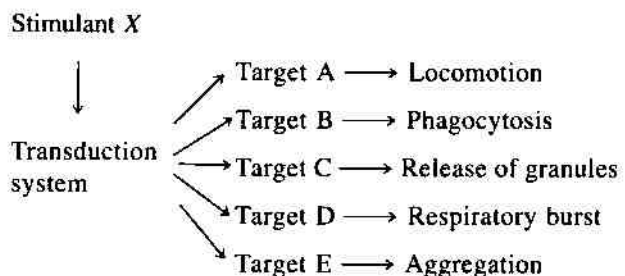 Stimulant X
Target A → Locomotion
Target B → Phagocytosis
Transduction
system
Target C → Release of granules
Target D → Respiratory burst
Target E → Aggregation